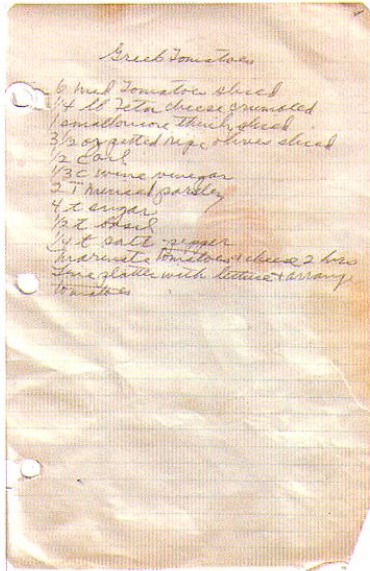 Greek Tomatoes
6 med Tomatoes sliced
1/4 lb Feta cheese crumbled
1 small onion thinly sliced
3 1/2 oz pitted ripe olives sliced
1/2 C oil
1/3 C wine vinegar
2 T minced parsley
4 t sugar
1/2 t basil
1/4 t salt - pepper
marinate tomatoes & cheese 2 hrs
Line platter with lettuce & arrange
tomatoes